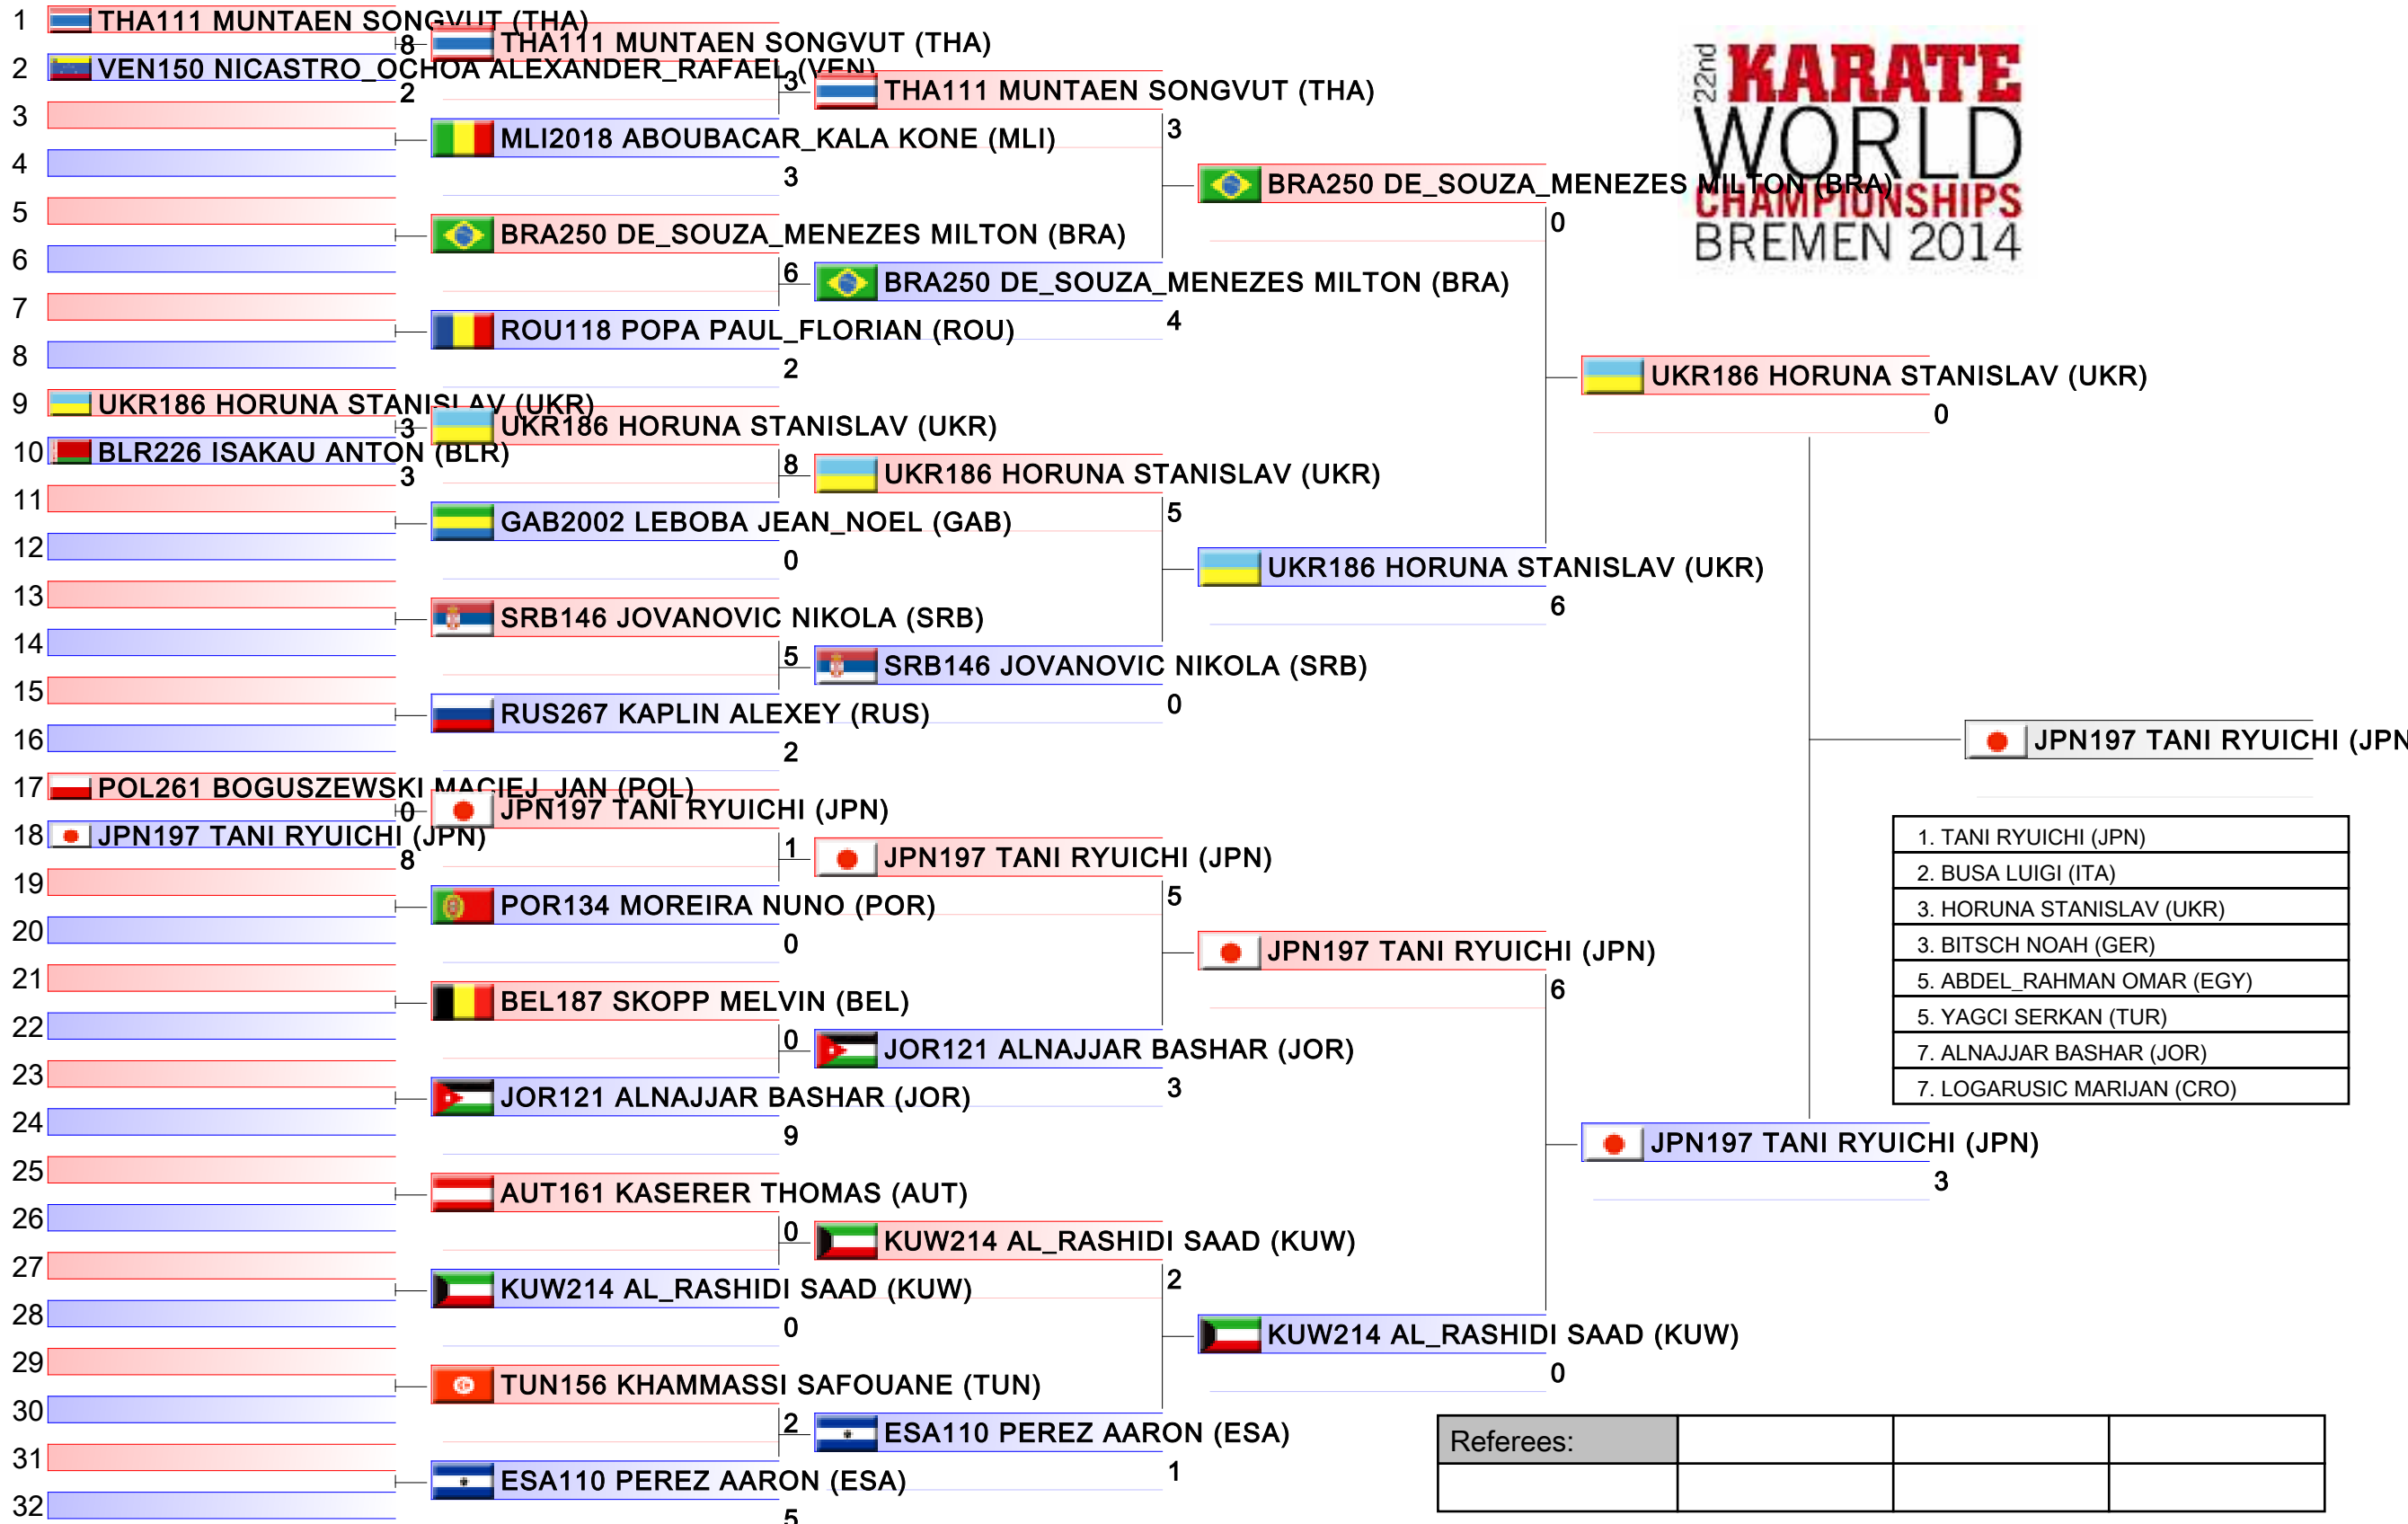 1 THA111 MUNTAEN SONGVUT (THA)
8
2 VEN150 NICASTRO_OCHOA ALEXANDER_RAFAEL (VEN)
2
3
4
5
6
7
8
9 UKR186 HORUNA STANISLAV (UKR)
3
10 BLR226 ISAKAU ANTON (BLR)
3
11
12
13
14
15
16
17 POL261 BOGUSZEWSKI MACIEJ_JAN (POL)
0
18 JPN197 TANI RYUICHI (JPN)
8
19
20
21
22
23
24
25
26
27
28
29
30
31
32
THA111 MUNTAEN SONGVUT (THA)
3
MLI2018 ABOUBACAR_KALA KONE (MLI)
3
BRA250 DE_SOUZA_MENEZES MILTON (BRA)
6
ROU118 POPA PAUL_FLORIAN (ROU)
2
UKR186 HORUNA STANISLAV (UKR)
8
GAB2002 LEBOBA JEAN_NOEL (GAB)
0
SRB146 JOVANOVIC NIKOLA (SRB)
5
RUS267 KAPLIN ALEXEY (RUS)
2
JPN197 TANI RYUICHI (JPN)
1
POR134 MOREIRA NUNO (POR)
0
BEL187 SKOPP MELVIN (BEL)
0
JOR121 ALNAJJAR BASHAR (JOR)
9
AUT161 KASERER THOMAS (AUT)
0
KUW214 AL_RASHIDI SAAD (KUW)
0
TUN156 KHAMMASSI SAFOUANE (TUN)
2
ESA110 PEREZ AARON (ESA)
5
THA111 MUNTAEN SONGVUT (THA)
3
BRA250 DE_SOUZA_MENEZES MILTON (BRA)
4
UKR186 HORUNA STANISLAV (UKR)
5
SRB146 JOVANOVIC NIKOLA (SRB)
0
JPN197 TANI RYUICHI (JPN)
5
JOR121 ALNAJJAR BASHAR (JOR)
3
KUW214 AL_RASHIDI SAAD (KUW)
2
ESA110 PEREZ AARON (ESA)
1
BRA250 DE_SOUZA_MENEZES MILTON (BRA)
0
UKR186 HORUNA STANISLAV (UKR)
6
JPN197 TANI RYUICHI (JPN)
6
KUW214 AL_RASHIDI SAAD (KUW)
0
UKR186 HORUNA STANISLAV (UKR)
0
JPN197 TANI RYUICHI (JPN)
3
JPN197 TANI RYUICHI (JPN
22nd KARATE
WORLD
CHAMPIONSHIPS
BREMEN 2014
1. TANI RYUICHI (JPN)
2. BUSA LUIGI (ITA)
3. HORUNA STANISLAV (UKR)
3. BITSCH NOAH (GER)
5. ABDEL_RAHMAN OMAR (EGY)
5. YAGCI SERKAN (TUR)
7. ALNAJJAR BASHAR (JOR)
7. LOGARUSIC MARIJAN (CRO)
Referees: